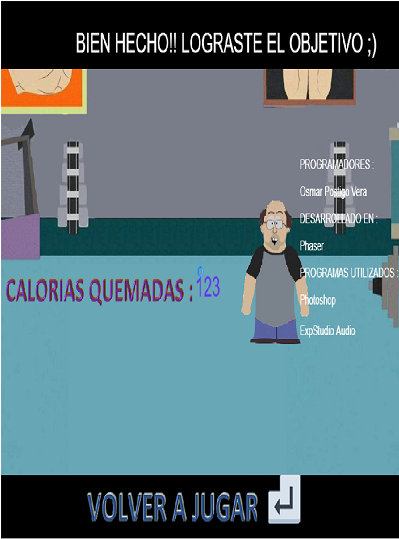 BIEN HECHO!! LOGRASTE EL OBJETIVO ;)
PROGRAMADORES :
Osmar Postigo Vera
DESARROLLADO EN :
Phaser
PROGRAMAS UTILIZADOS :
Photoshop
ExpStudio Audio
CALORIAS QUEMADAS : 123
VOLVER A JUGAR